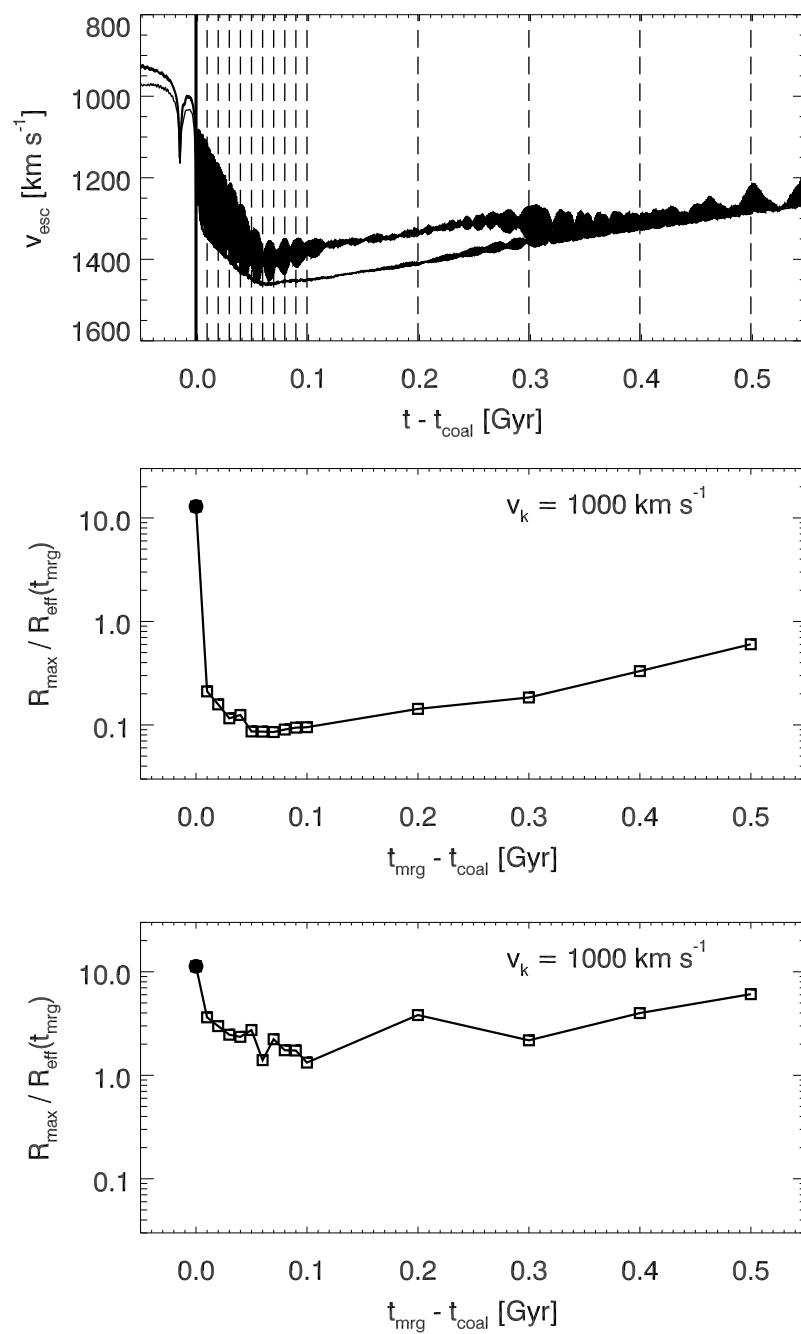 800
1000
1200
1400
1600
v_esc [km s^-1]
0.0 0.1 0.2 0.3 0.4 0.5
t - t_coal [Gyr]
v_k = 1000 km s^-1
10.0
1.0
0.1
R_max / R_eff(t_mrg)
0.0 0.1 0.2 0.3 0.4 0.5
t_mrg - t_coal [Gyr]
v_k = 1000 km s^-1
10.0
1.0
0.1
R_max / R_eff(t_mrg)
0.0 0.1 0.2 0.3 0.4 0.5
t_mrg - t_coal [Gyr]